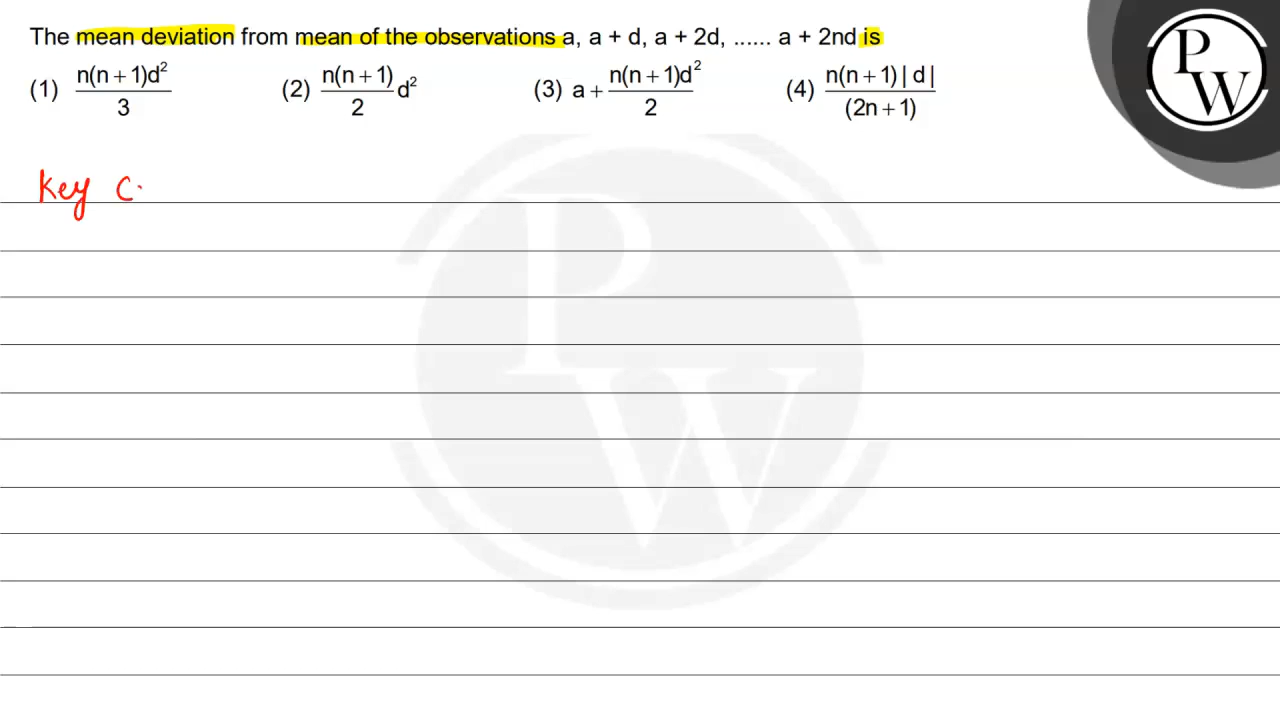 The mean deviation from mean of the observations a, a + d, a + 2d, ...... a + 2nd is
(1) n(n + 1)d² / 3 (2) n(n + 1) / 2 d² (3) a + n(n + 1)d² / 2 (4) n(n + 1) | d | / (2n + 1)
Key C
P
W
P
W